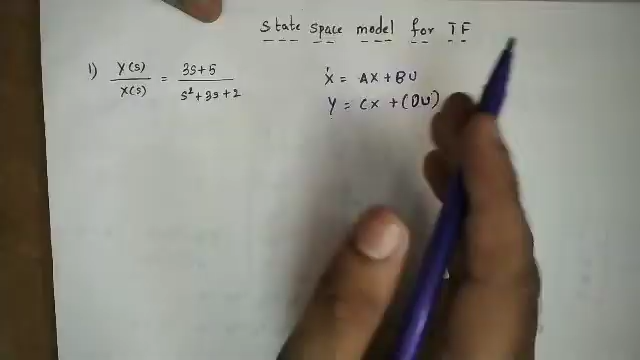 State space model for TF
1) Y(s)/X(s) = 3s+5/s²+3s+2
Ẋ = AX+BU
Y = CX +(DU)